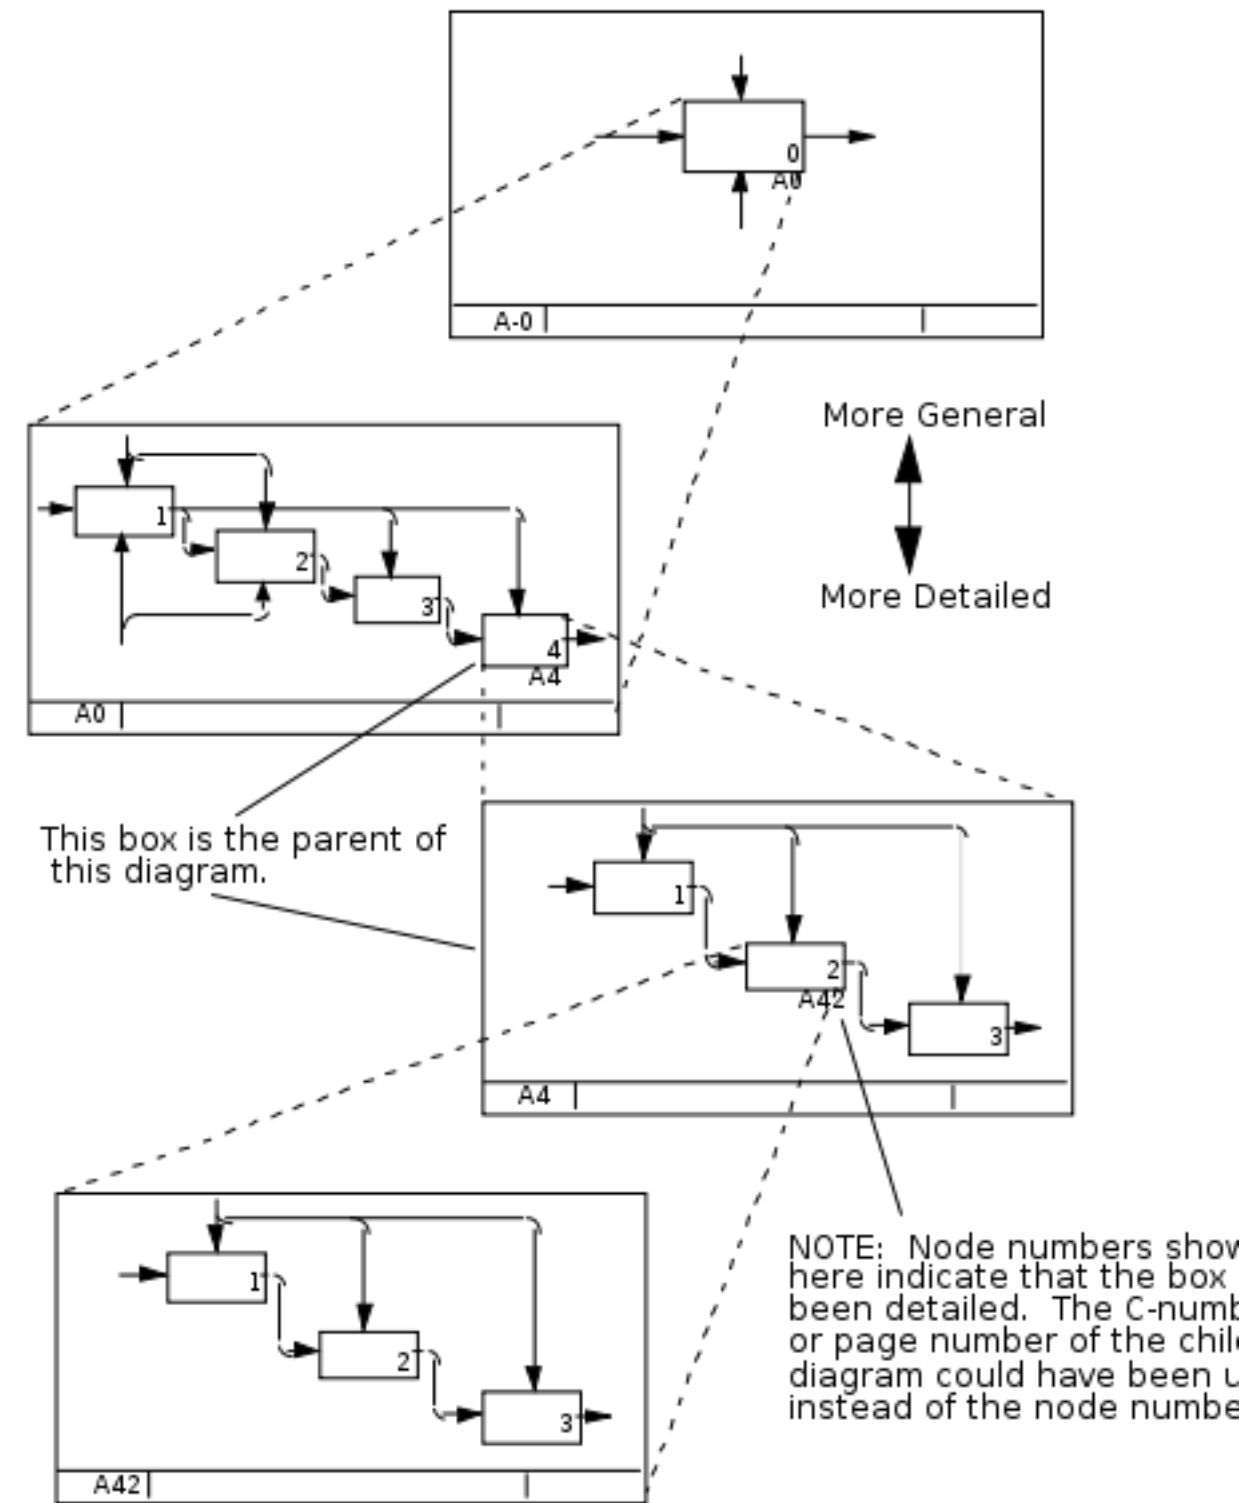 0
A0
A-0
More General
More Detailed
1
2
3
4
A4
A0
This box is the parent of
this diagram.
1
2
A42
3
A4
NOTE: Node numbers show
here indicate that the box
been detailed. The C-numb
or page number of the chil
diagram could have been u
instead of the node numbe
1
2
3
A42